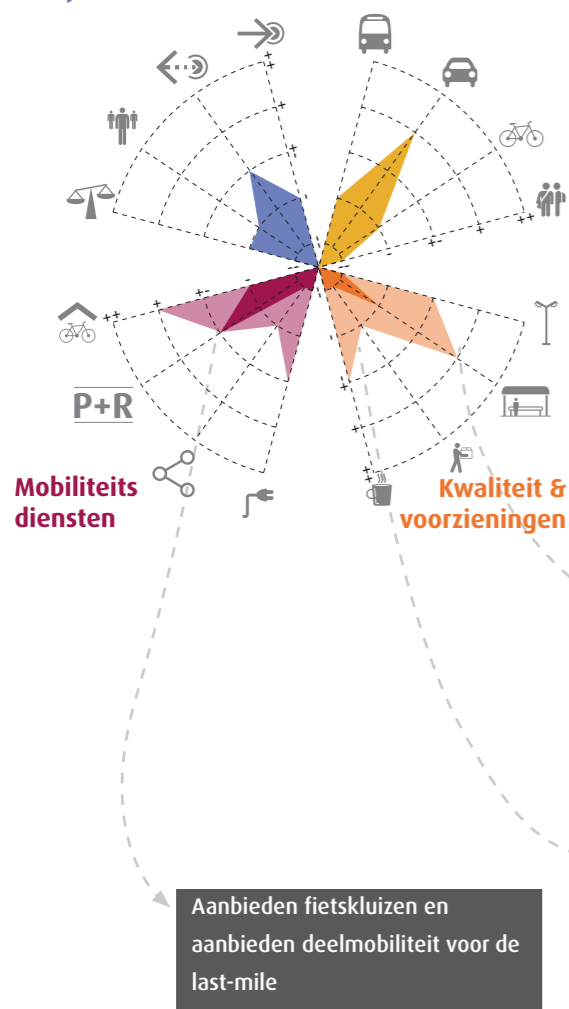 P+R
Mobiliteits
diensten
Kwaliteit &
voorzieningen
Aanbieden fietskluizen en
aanbieden deelmobiliteit voor de
last-mile